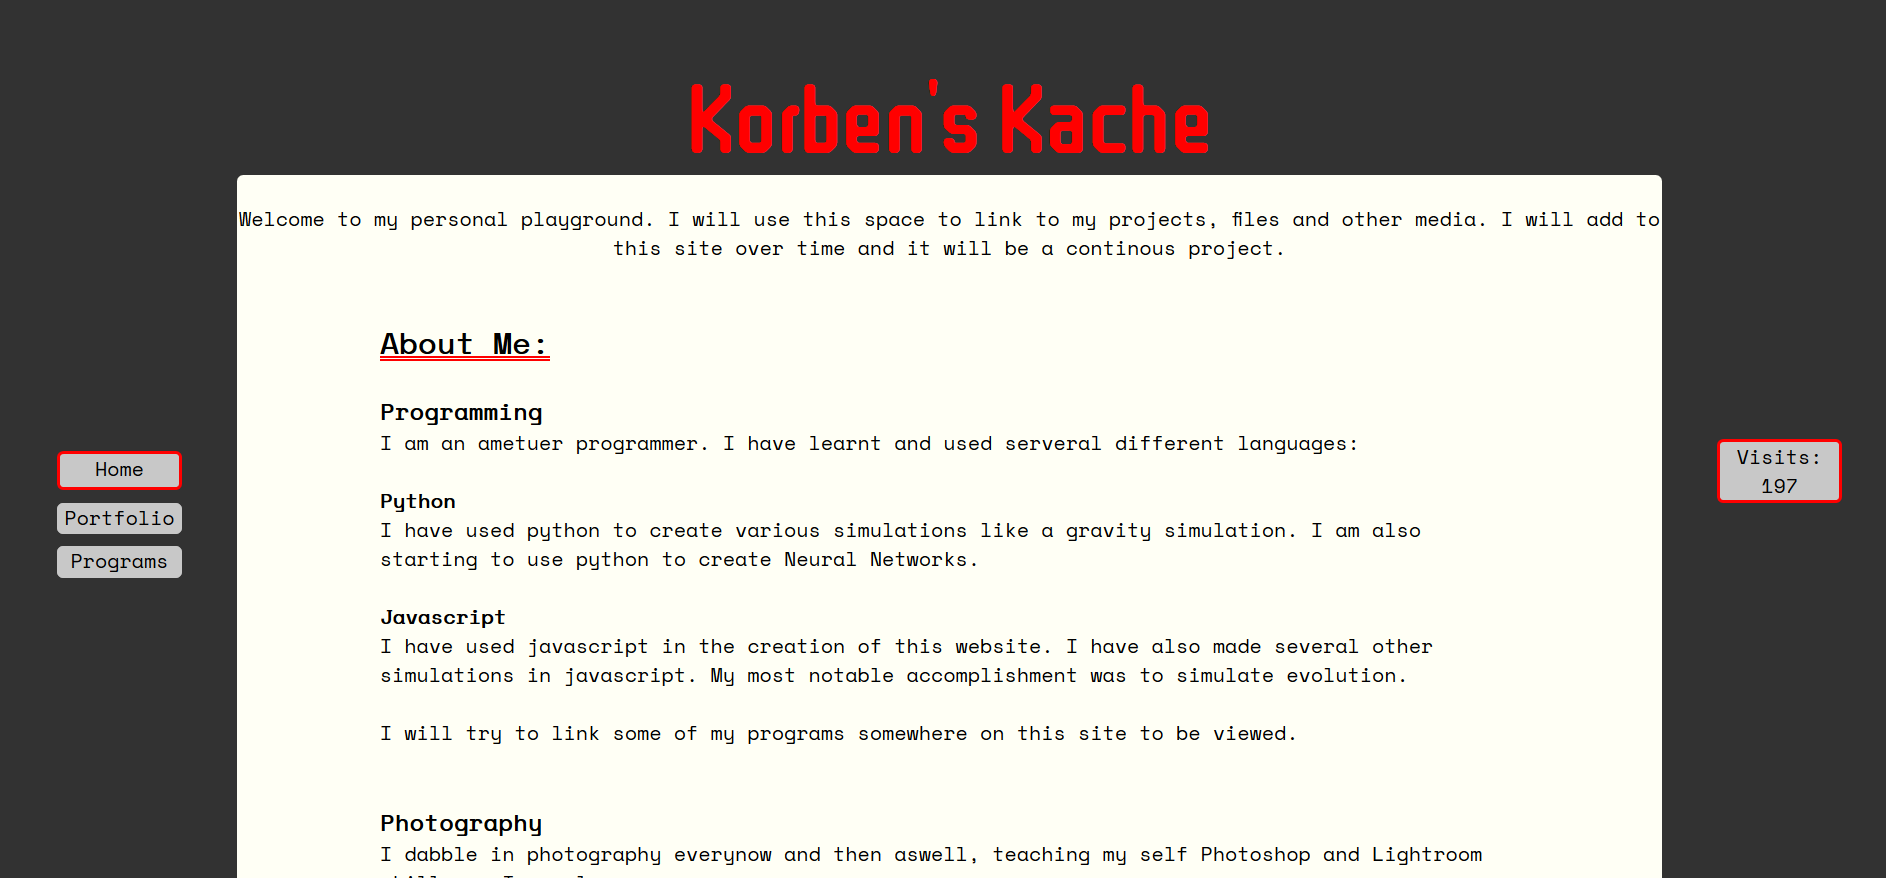 Korben's Kache
Welcome to my personal playground. I will use this space to link to my projects, files and other media. I will add to
this site over time and it will be a continous project.
About Me:
Programming
I am an ametuer programmer. I have learnt and used serveral different languages:
Python
I have used python to create various simulations like a gravity simulation. I am also
starting to use python to create Neural Networks.
Javascript
I have used javascript in the creation of this website. I have also made several other
simulations in javascript. My most notable accomplishment was to simulate evolution.
I will try to link some of my programs somewhere on this site to be viewed.
Photography
I dabble in photography everynow and then aswell, teaching my self Photoshop and Lightroom
Home
Portfolio
Programs
Visits:
197